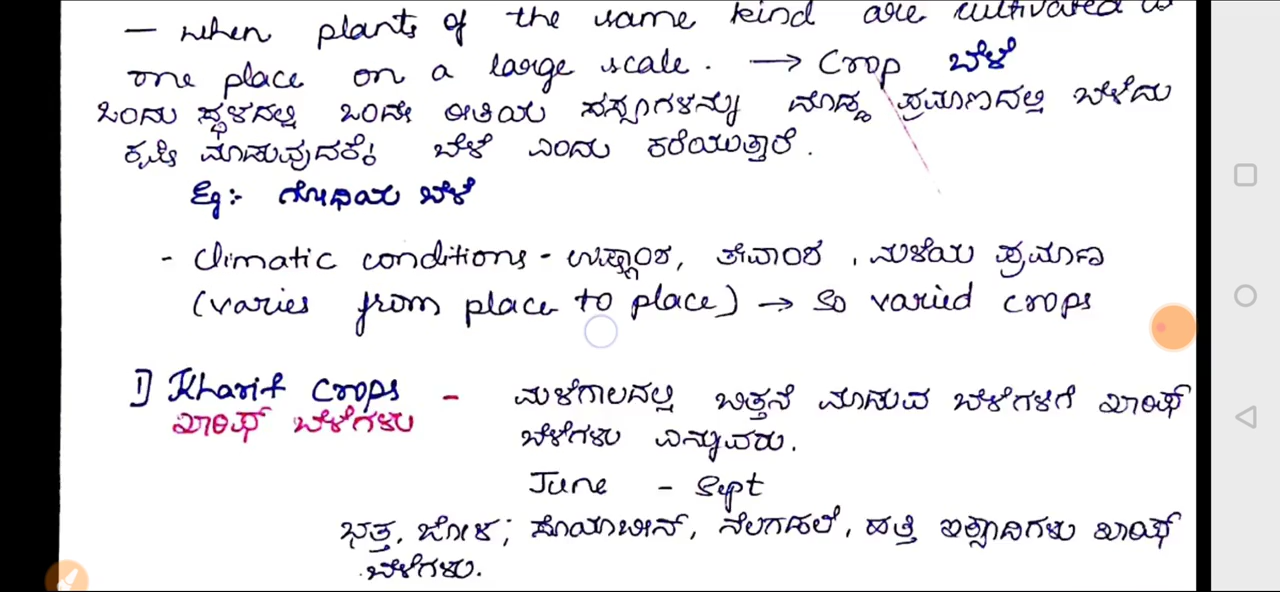 - when plants of the same kind are cultivated
one place on a large scale. → Crop ಬೆಳೆ
ಒಂದು ಸ್ಥಳದಲ್ಲಿ ಒಂದೇ ರೀತಿಯ ಸಸ್ಯಗಳನ್ನು ದೊಡ್ಡ ಪ್ರಮಾಣದಲ್ಲಿ ಬೆಳೆದು
ಕೃಷಿ ಮಾಡುವುದರಕ್ಕೆ ಬೆಳೆ ಎಂದು ಕರೆಯುತ್ತಾರೆ.
Eg:- ಗೋಧಿಯ ಬೆಳೆ
- Climatic conditions - ಉಷ್ಣಾಂಶ, ತೇವಾಂಶ, ಮಳೆಯ ಪ್ರಮಾಣ
(varies from place to place) → So varied crops
1] Kharif Crops - ಮಳೆಗಾಲದಲ್ಲಿ ಬಿತ್ತನೆ ಮಾಡುವ ಬೆಳೆಗಳಿಗೆ ಖಾರಿಫ್
ಖಾರಿಫ್ ಬೆಳೆಗಳು ಬೆಳೆಗಳು ಎನ್ನುವರು.
June - Sept
ಭತ್ತ, ಜೋಳ; ಸೋಯಾಬೀನ್, ನೆಲಗಡಲೆ, ಹತ್ತಿ ಇತ್ಯಾದಿಗಳು ಖಾರಿಫ್
ಬೆಳೆಗಳು.